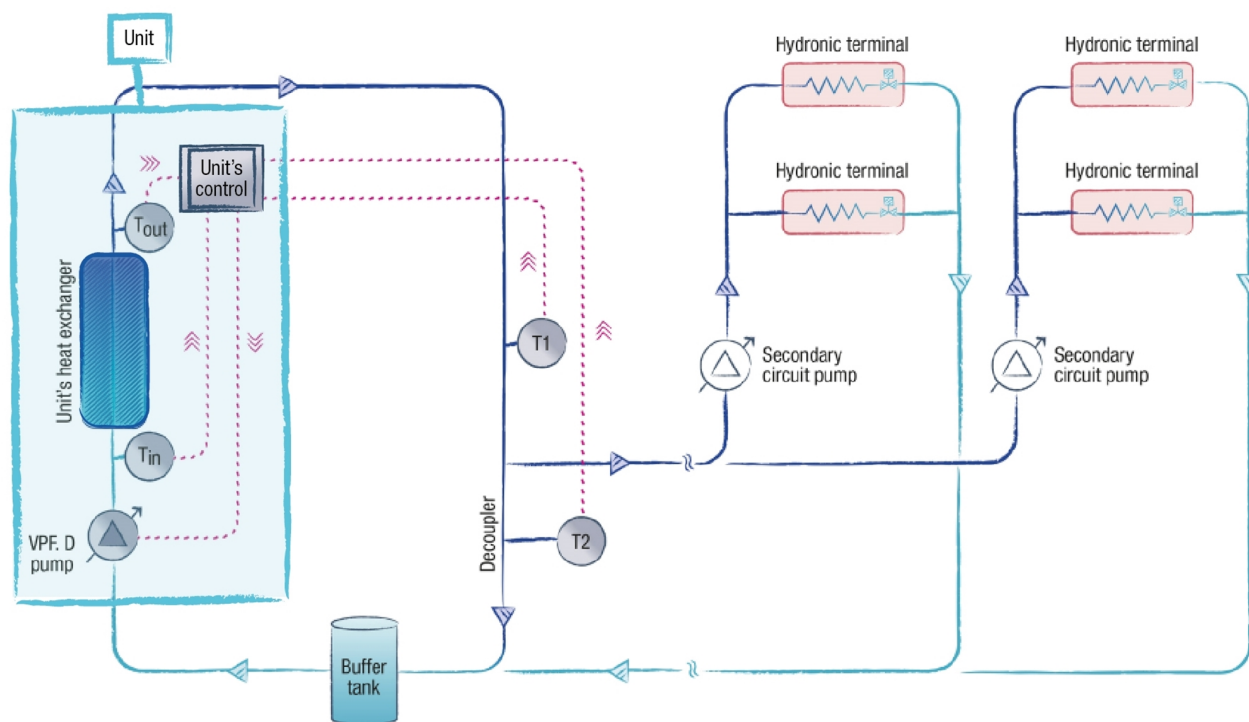 Unit
Hydronic terminal
Hydronic terminal
Unit's
control
Tout
Hydronic terminal
Hydronic terminal
Unit's heat exchanger
T1
Secondary
circuit pump
Secondary
circuit pump
Tin
Decoupler
VPF. D
pump
T2
Buffer
tank